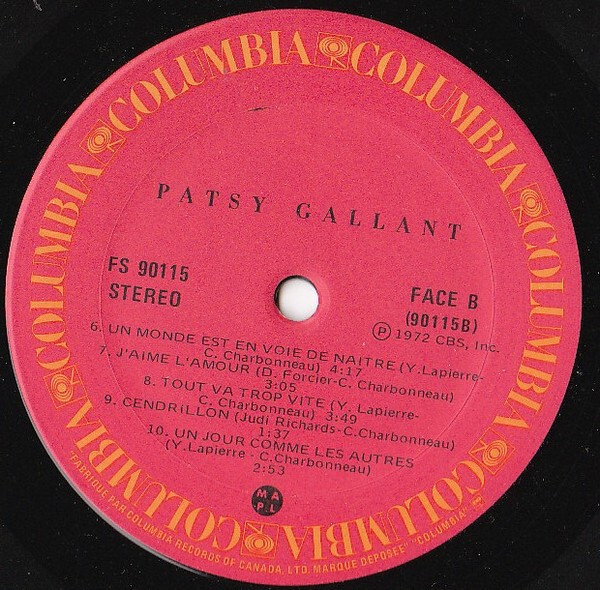 COLUMBIA COLUMBIA COLUMBIA COLUMBIA COLUMBIA COLUMBIA COLUMBIA COLUMBIA
PATSY GALLANT
FS 90115
STEREO
FACE B
(90115B)
Ⓟ 1972 CBS, Inc.
6. UN MONDE EST EN VOIE DE NAITRE (Y. Lapierre-
C. Charbonneau) 4:17
7. J'AIME L'AMOUR (D. Forcier-C. Charbonneau)
3:05
8. TOUT VA TROP VITE (Y. Lapierre-
C. Charbonneau) 3:49
9. CENDRILLON (Judi Richards-C.Charbonneau)
1:37
10. UN JOUR COMME LES AUTRES
(Y.Lapierre - C.Charbonneau)
2:53
M A
P.L
"FABRIQUE PAR COLUMBIA RECORDS OF CANADA, LTD. MARQUE DEPOSEE" "COLUMBIA"